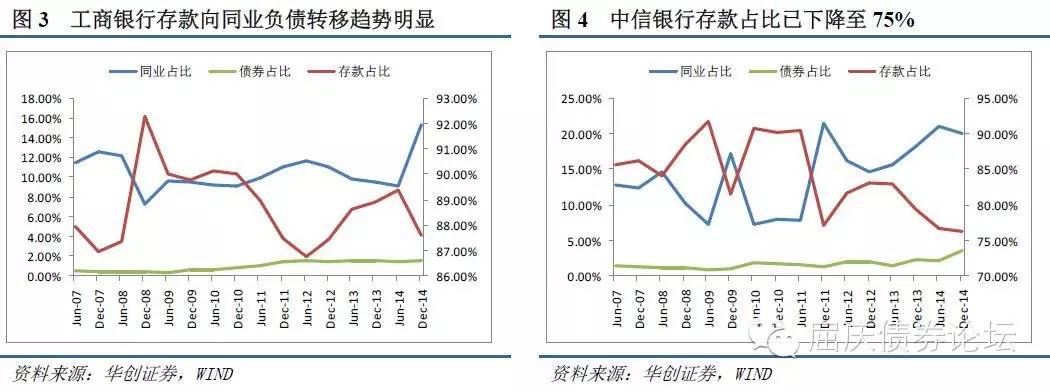 图 3 工商银行存款向同业负债转移趋势明显
同业占比 债券占比 存款占比
18.00%
16.00%
14.00%
12.00%
10.00%
8.00%
6.00%
4.00%
2.00%
0.00%
93.00%
92.00%
91.00%
90.00%
89.00%
88.00%
87.00%
86.00%
Jun-07
Dec-07
Jun-08
Dec-08
Jun-09
Dec-09
Jun-10
Dec-10
Jun-11
Dec-11
Jun-12
Dec-12
Jun-13
Dec-13
Jun-14
Dec-14
资料来源：华创证券，WIND
图 4 中信银行存款占比已下降至 75%
同业占比 债券占比 存款占比
25.00%
20.00%
15.00%
10.00%
5.00%
0.00%
95.00%
90.00%
85.00%
80.00%
75.00%
70.00%
Jun-07
Dec-07
Jun-08
Dec-08
Jun-09
Dec-09
Jun-10
Dec-10
Jun-11
Dec-11
Jun-12
Dec-12
Jun-13
Dec-13
Jun-14
Dec-14
屈庆债券论坛
资料来源：华创证券，WIND